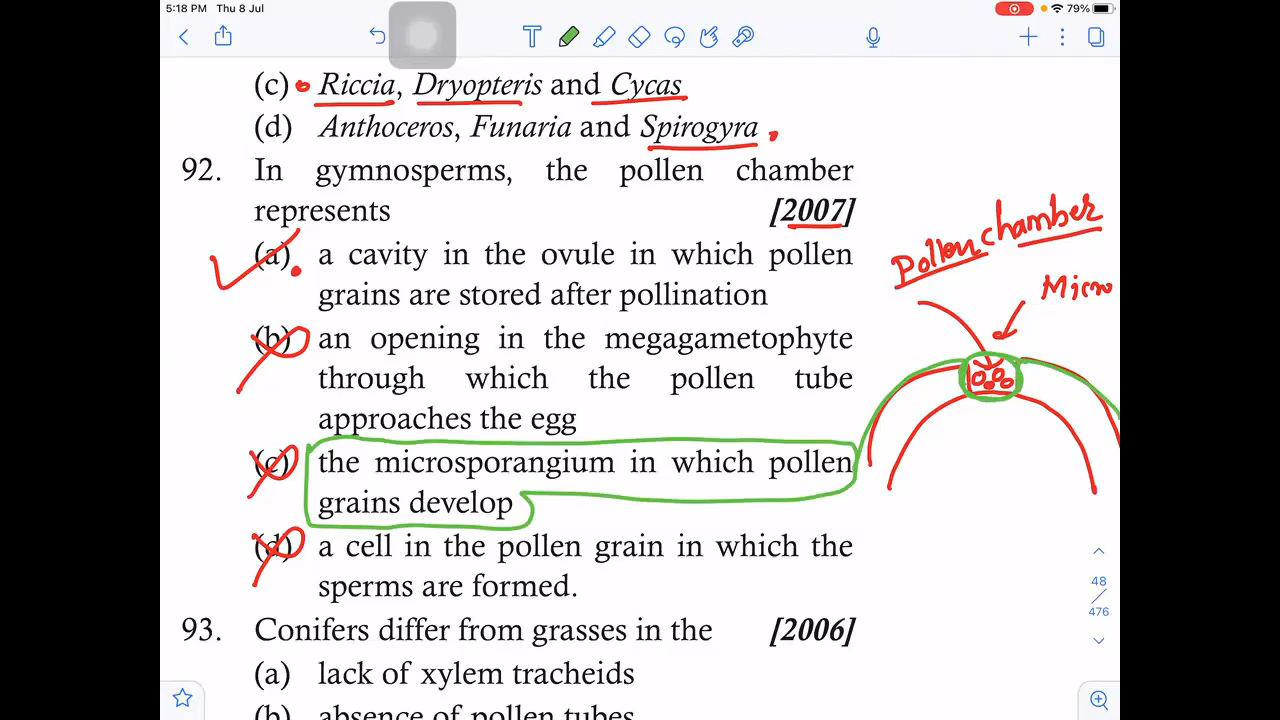 5:18 PM Thu 8 Jul
79%
T
(c) Riccia, Dryopteris and Cycas
(d) Anthoceros, Funaria and Spirogyra
92. In gymnosperms, the pollen chamber
represents [2007]
(a) a cavity in the ovule in which pollen
grains are stored after pollination
(b) an opening in the megagametophyte
through which the pollen tube
approaches the egg
(c) the microsporangium in which pollen
grains develop
(d) a cell in the pollen grain in which the
sperms are formed.
93. Conifers differ from grasses in the [2006]
(a) lack of xylem tracheids
(b) absence of pollen tubes
Pollen chamber
Micro
48
476